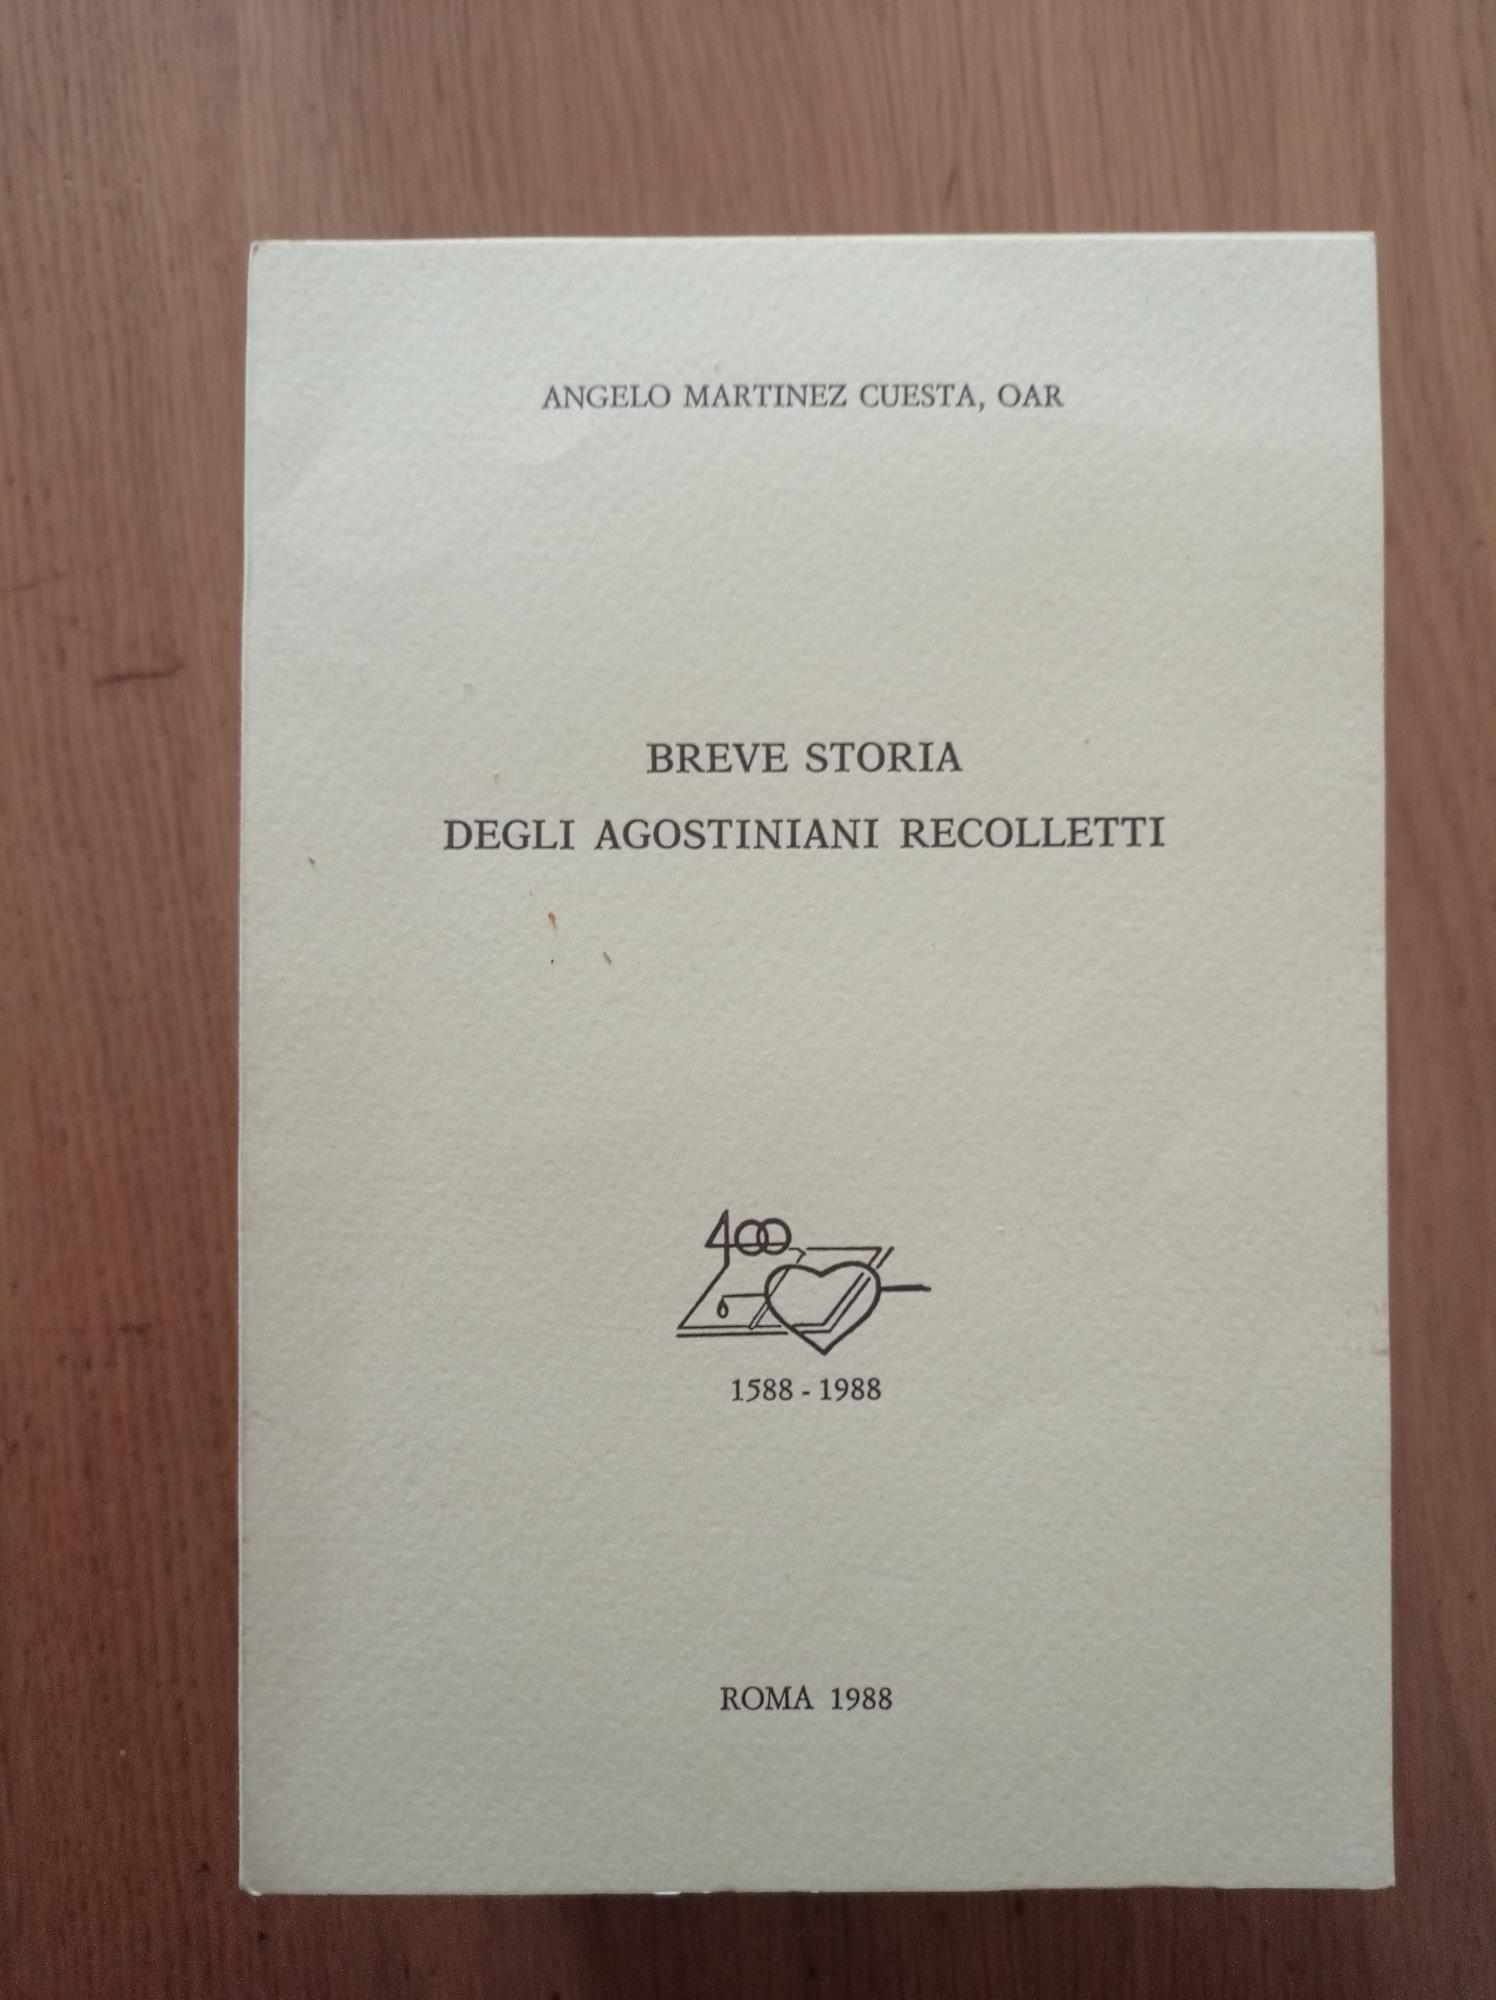 ANGELO MARTINEZ CUESTA, OAR
BREVE STORIA
DEGLI AGOSTINIANI RECOLLETTI
400
1588 - 1988
ROMA 1988